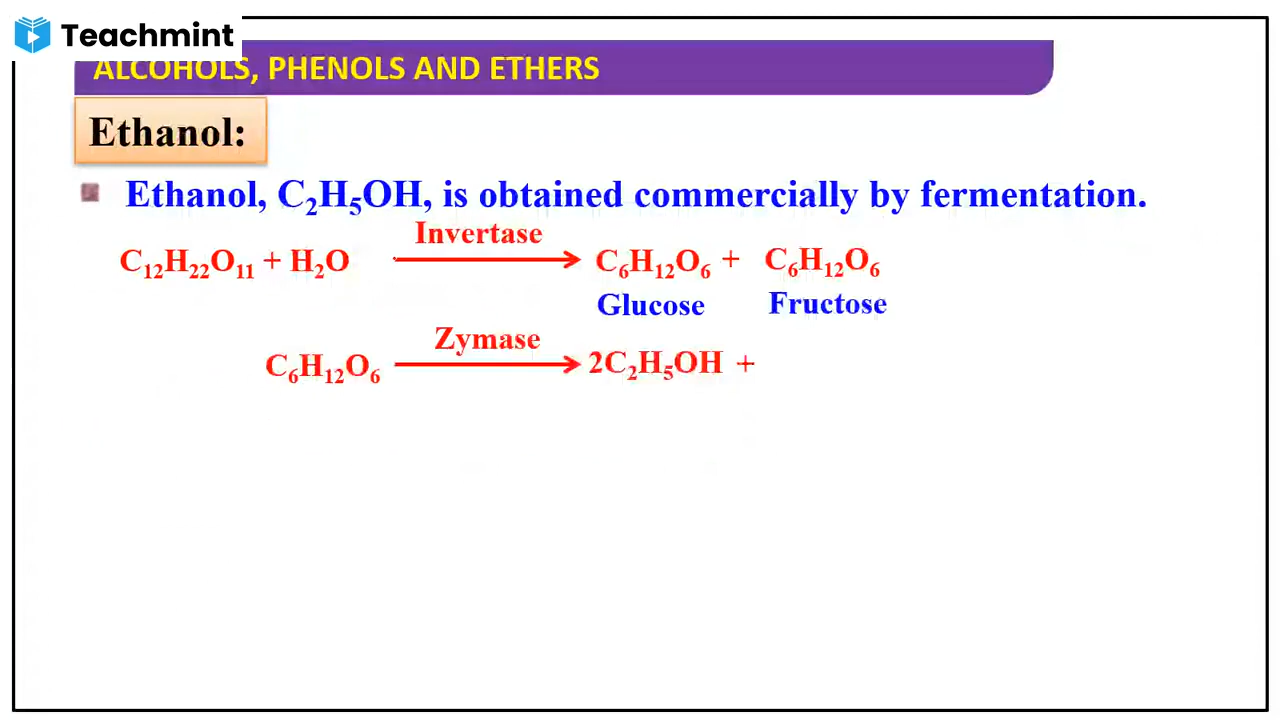 Teachmint
ALCOHOLS, PHENOLS AND ETHERS
Ethanol:
Ethanol, C₂H₅OH, is obtained commercially by fermentation.
Invertase
C₁₂H₂₂O₁₁ + H₂O → C₆H₁₂O₆ + C₆H₁₂O₆
Glucose Fructose
Zymase
C₆H₁₂O₆ → 2C₂H₅OH +